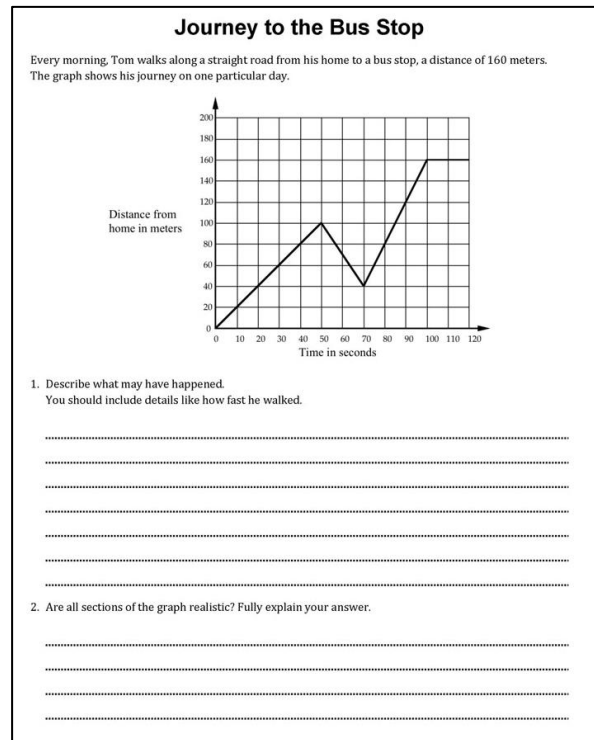 Journey to the Bus Stop
Every morning, Tom walks along a straight road from his home to a bus stop, a distance of 160 meters.
The graph shows his journey on one particular day.
200
180
160
140
120
100
80
60
40
20
0
Distance from
home in meters
0 10 20 30 40 50 60 70 80 90 100 110 120
Time in seconds
1. Describe what may have happened.
You should include details like how fast he walked.
2. Are all sections of the graph realistic? Fully explain your answer.